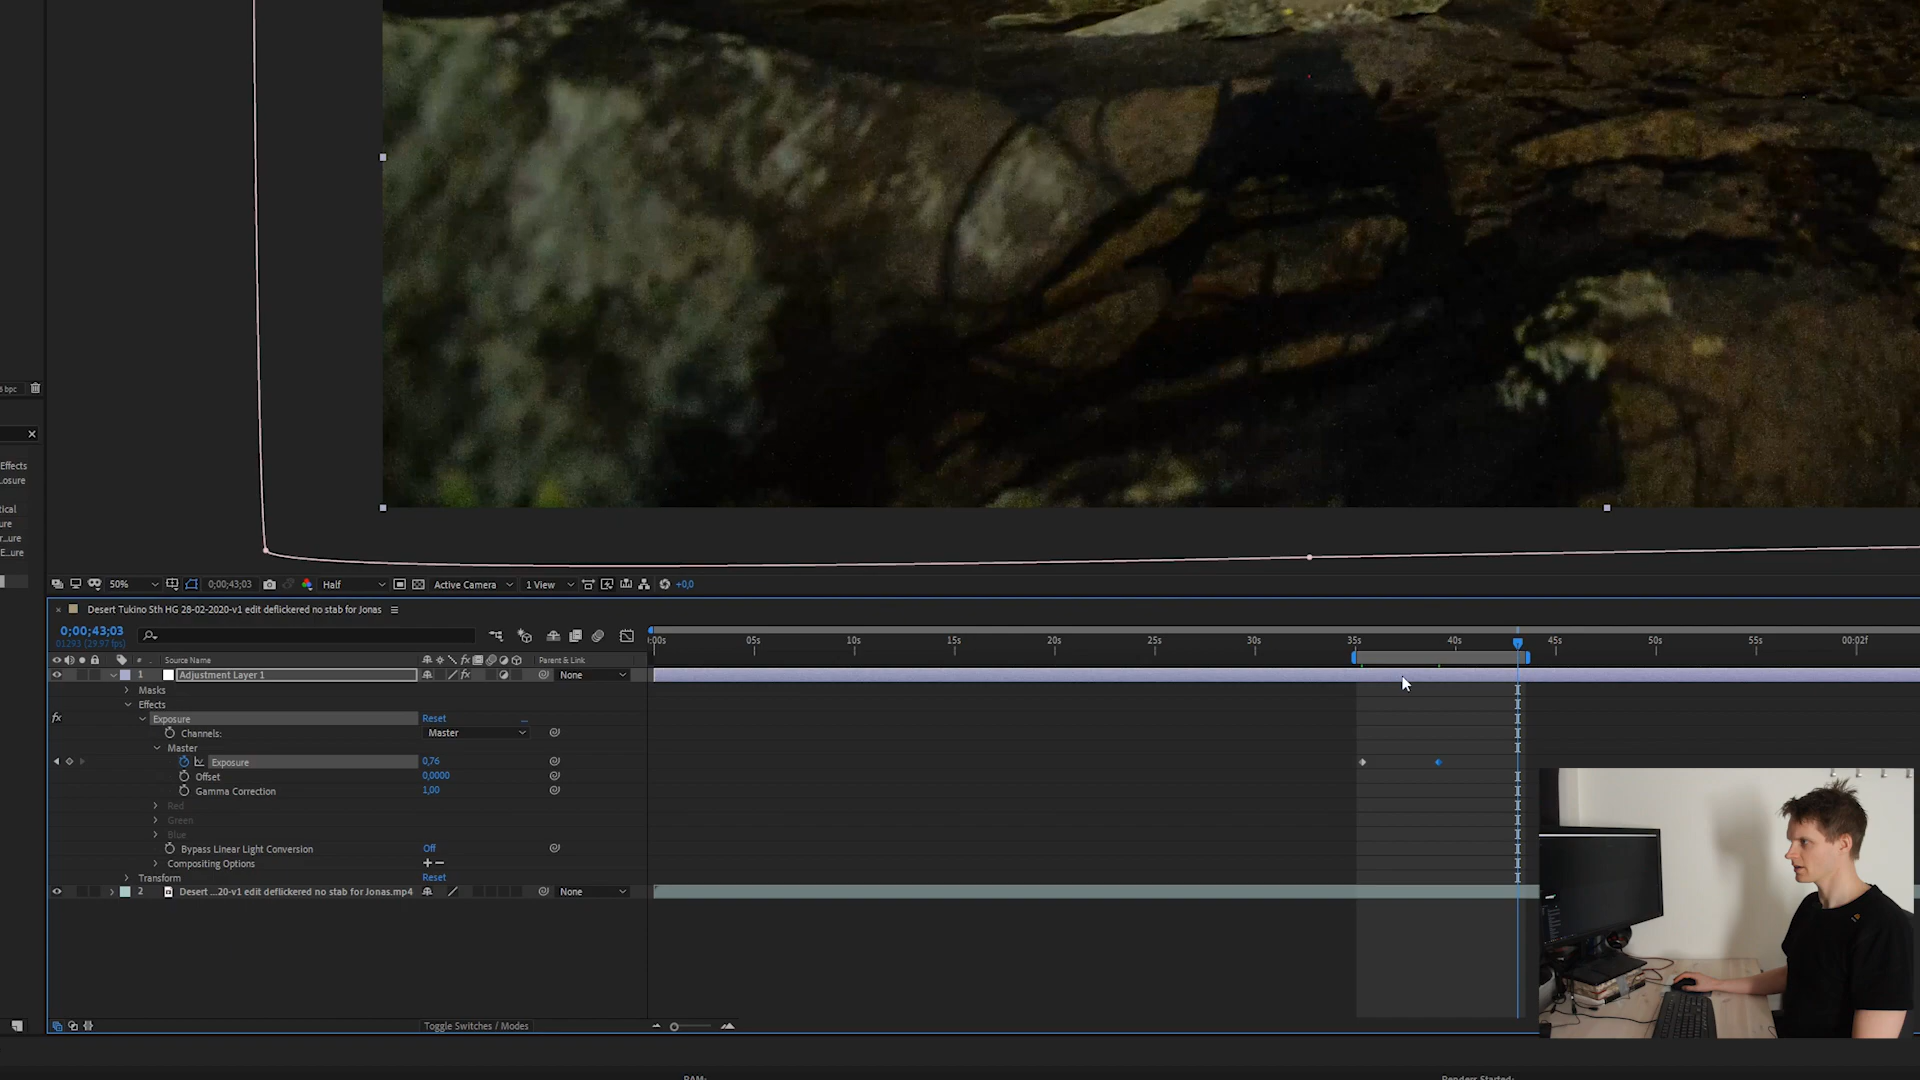 6 bpc
Effects
..osure
tical
ure
r...ure
E...ure
50%
0;00;43;03
Half
Active Camera
1 View
+0,0
Desert Tukino Sth HG 28-02-2020-v1 edit deflickered no stab for Jonas
0;00;43;03
01293 (29.97 fps)
:00s 05s 10s 15s 20s 25s 30s 35s 40s 45s 50s 55s 00:02f
# Source Name Parent & Link
1 Adjustment Layer 1 None
Masks
Effects
fx Exposure Reset ...
Channels: Master
Master
Exposure 0,76
Offset 0,0000
Gamma Correction 1,00
Red
Green
Blue
Bypass Linear Light Conversion Off
Compositing Options + −
Transform Reset
2 Desert ...20-v1 edit deflickered no stab for Jonas.mp4 None
Toggle Switches / Modes
RAM:
Renders Started: